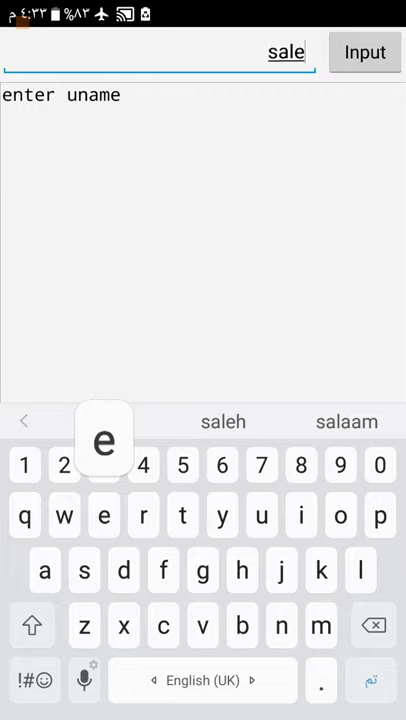 ٤:٣٣ م %٨٣
sale
Input
enter uname
e saleh salaam
1 2 4 5 6 7 8 9 0
q w e r t y u i o p
a s d f g h j k l
z x c v b n m
!#☺ English (UK) . تم